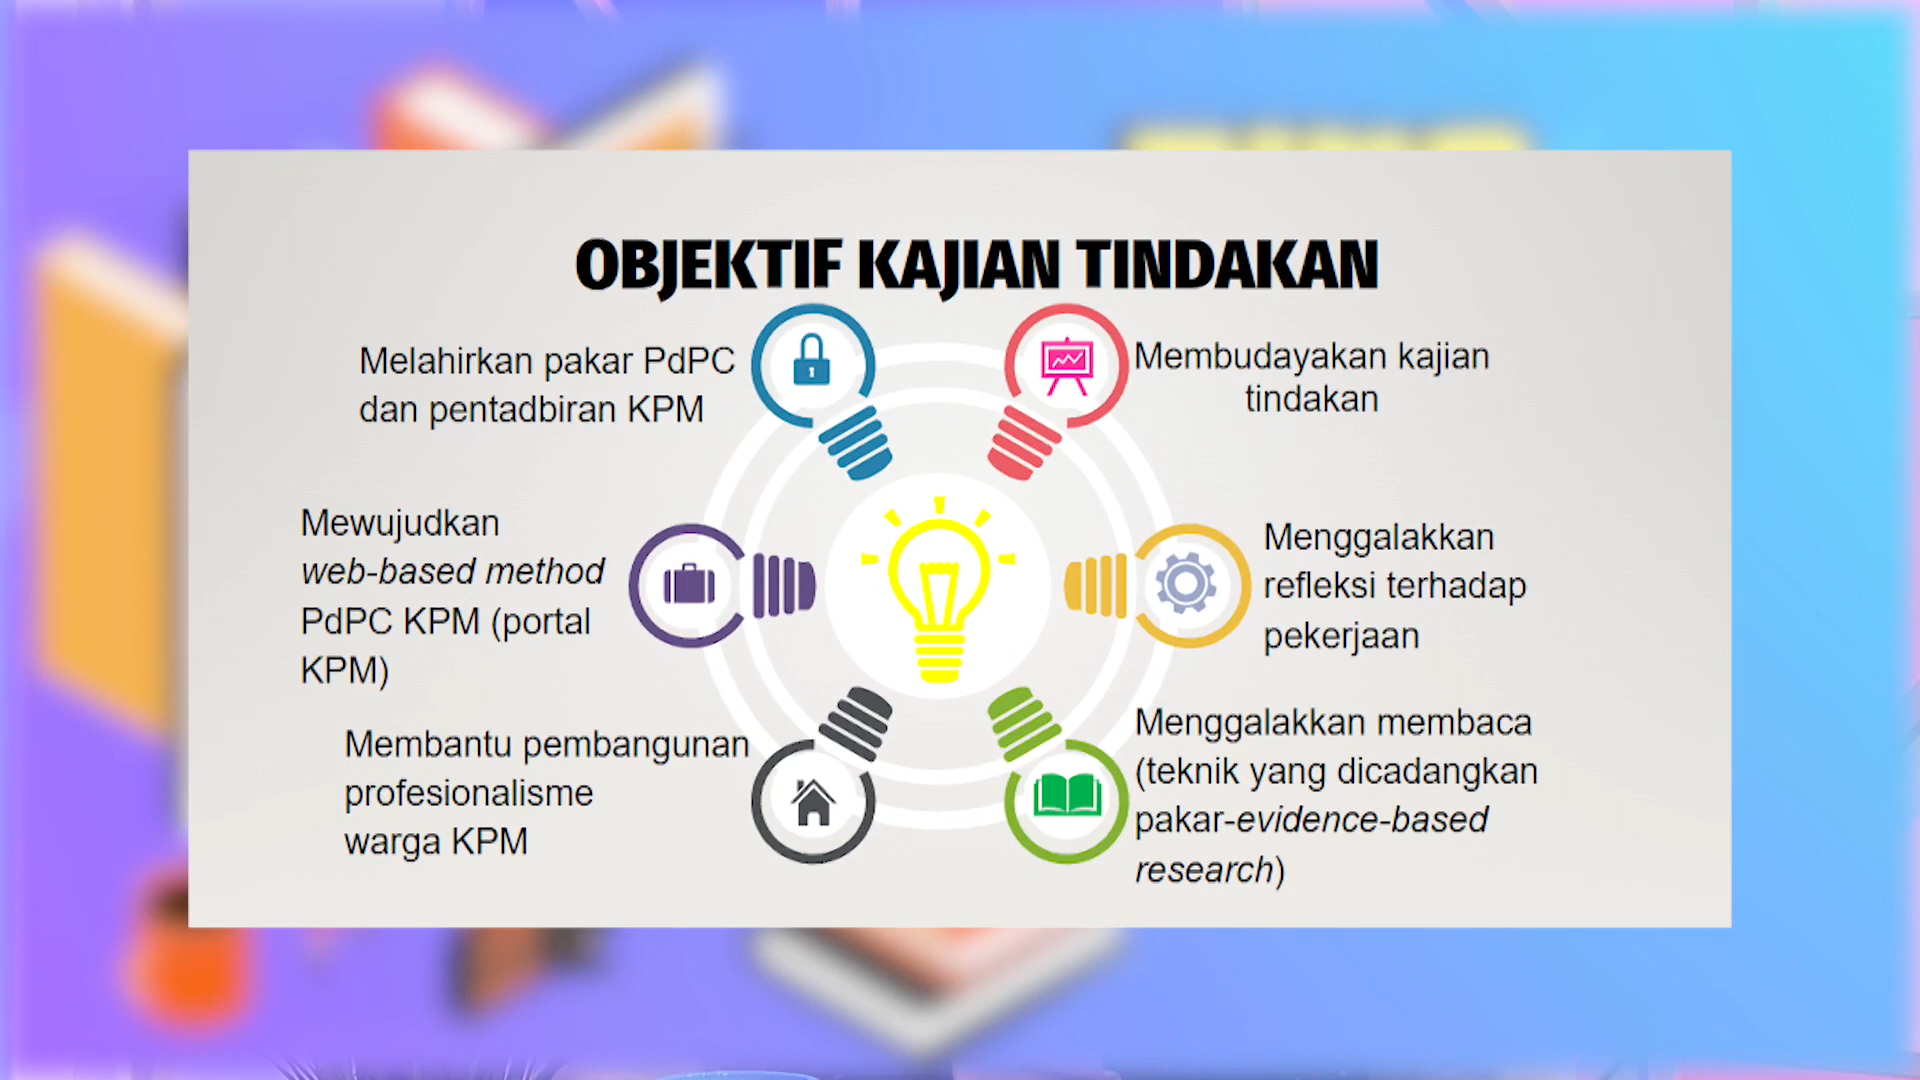 OBJEKTIF KAJIAN TINDAKAN
Melahirkan pakar PdPC
dan pentadbiran KPM
Membudayakan kajian
tindakan
Mewujudkan
web-based method
PdPC KPM (portal
KPM)
Menggalakkan
refleksi terhadap
pekerjaan
Membantu pembangunan
profesionalisme
warga KPM
Menggalakkan membaca
(teknik yang dicadangkan
pakar-evidence-based
research)